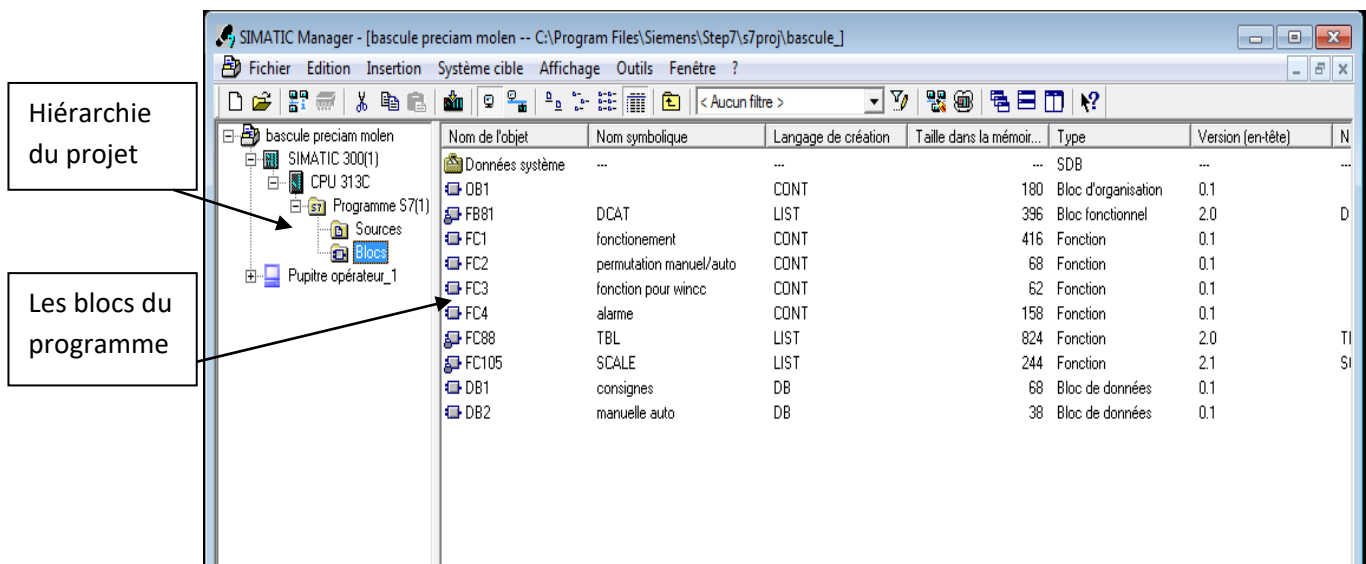 SIMATIC Manager - [bascule preciam molen -- C:\Program Files\Siemens\Step7\s7proj\bascule_]
Fichier Edition Insertion Système cible Affichage Outils Fenêtre ?
< Aucun filtre >
Hiérarchie
du projet
Les blocs du
programme
bascule preciam molen
SIMATIC 300(1)
CPU 313C
Programme S7(1)
Sources
Blocs
Pupitre opérateur_1
Nom de l'objet Nom symbolique Langage de création Taille dans la mémoir... Type Version (en-tête) N
Données système --- --- --- SDB --- ---
OB1 CONT 180 Bloc d'organisation 0.1
FB81 DCAT LIST 396 Bloc fonctionnel 2.0 D
FC1 fonctionement CONT 416 Fonction 0.1
FC2 permutation manuel/auto CONT 68 Fonction 0.1
FC3 fonction pour wincc CONT 62 Fonction 0.1
FC4 alarme CONT 158 Fonction 0.1
FC88 TBL LIST 824 Fonction 2.0
FC105 SCALE LIST 244 Fonction 2.1
DB1 consignes DB 68 Bloc de données 0.1
DB2 manuelle auto DB 38 Bloc de données 0.1